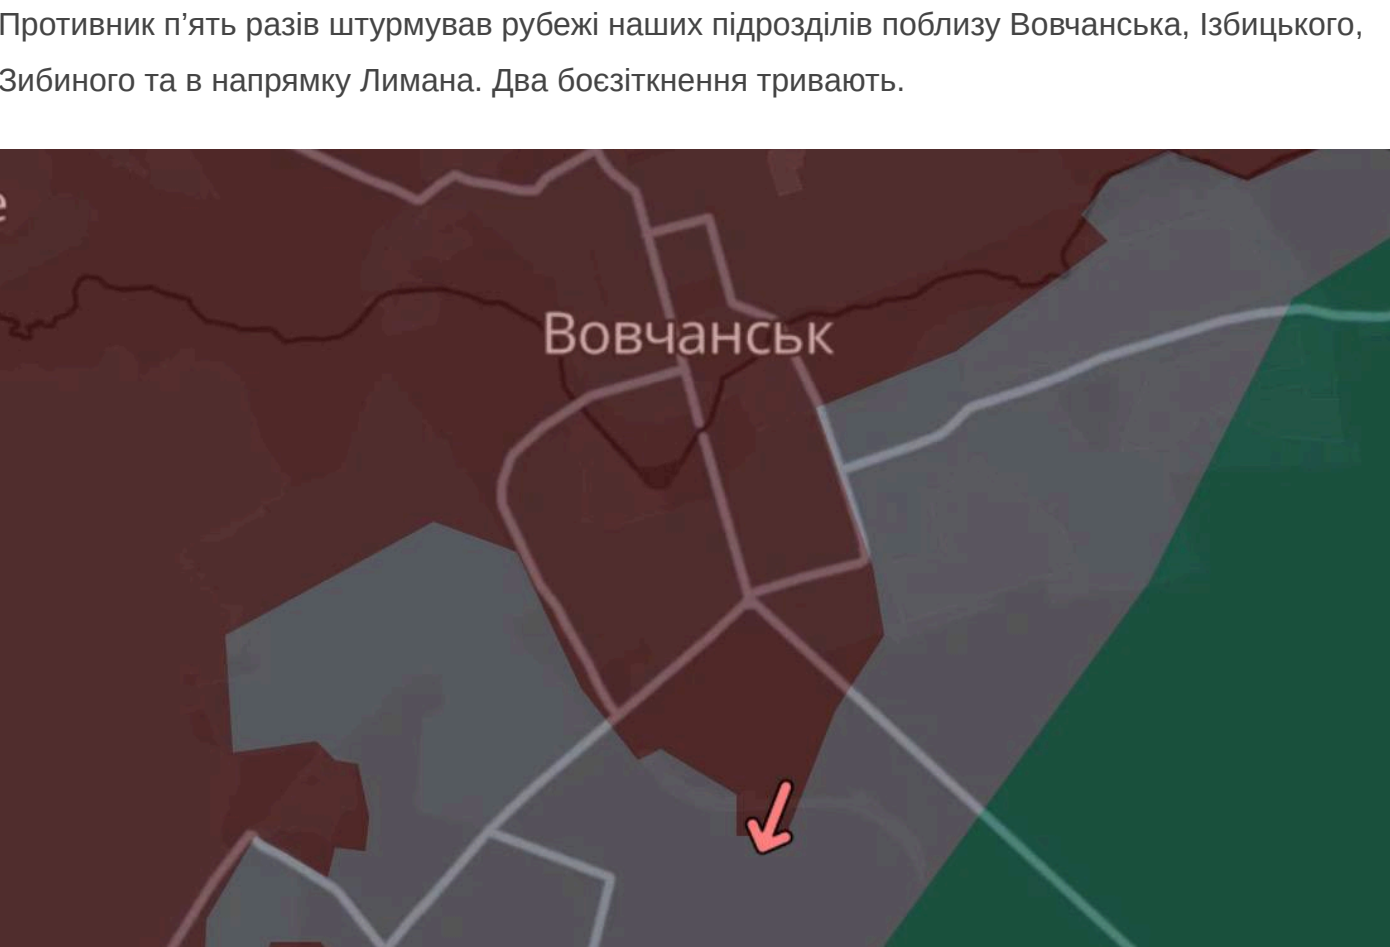 Противник п’ять разів штурмував рубежі наших підрозділів поблизу Вовчанська, Ізбицького,
Зибиного та в напрямку Лимана. Два боєзіткнення тривають.
е
Вовчанськ